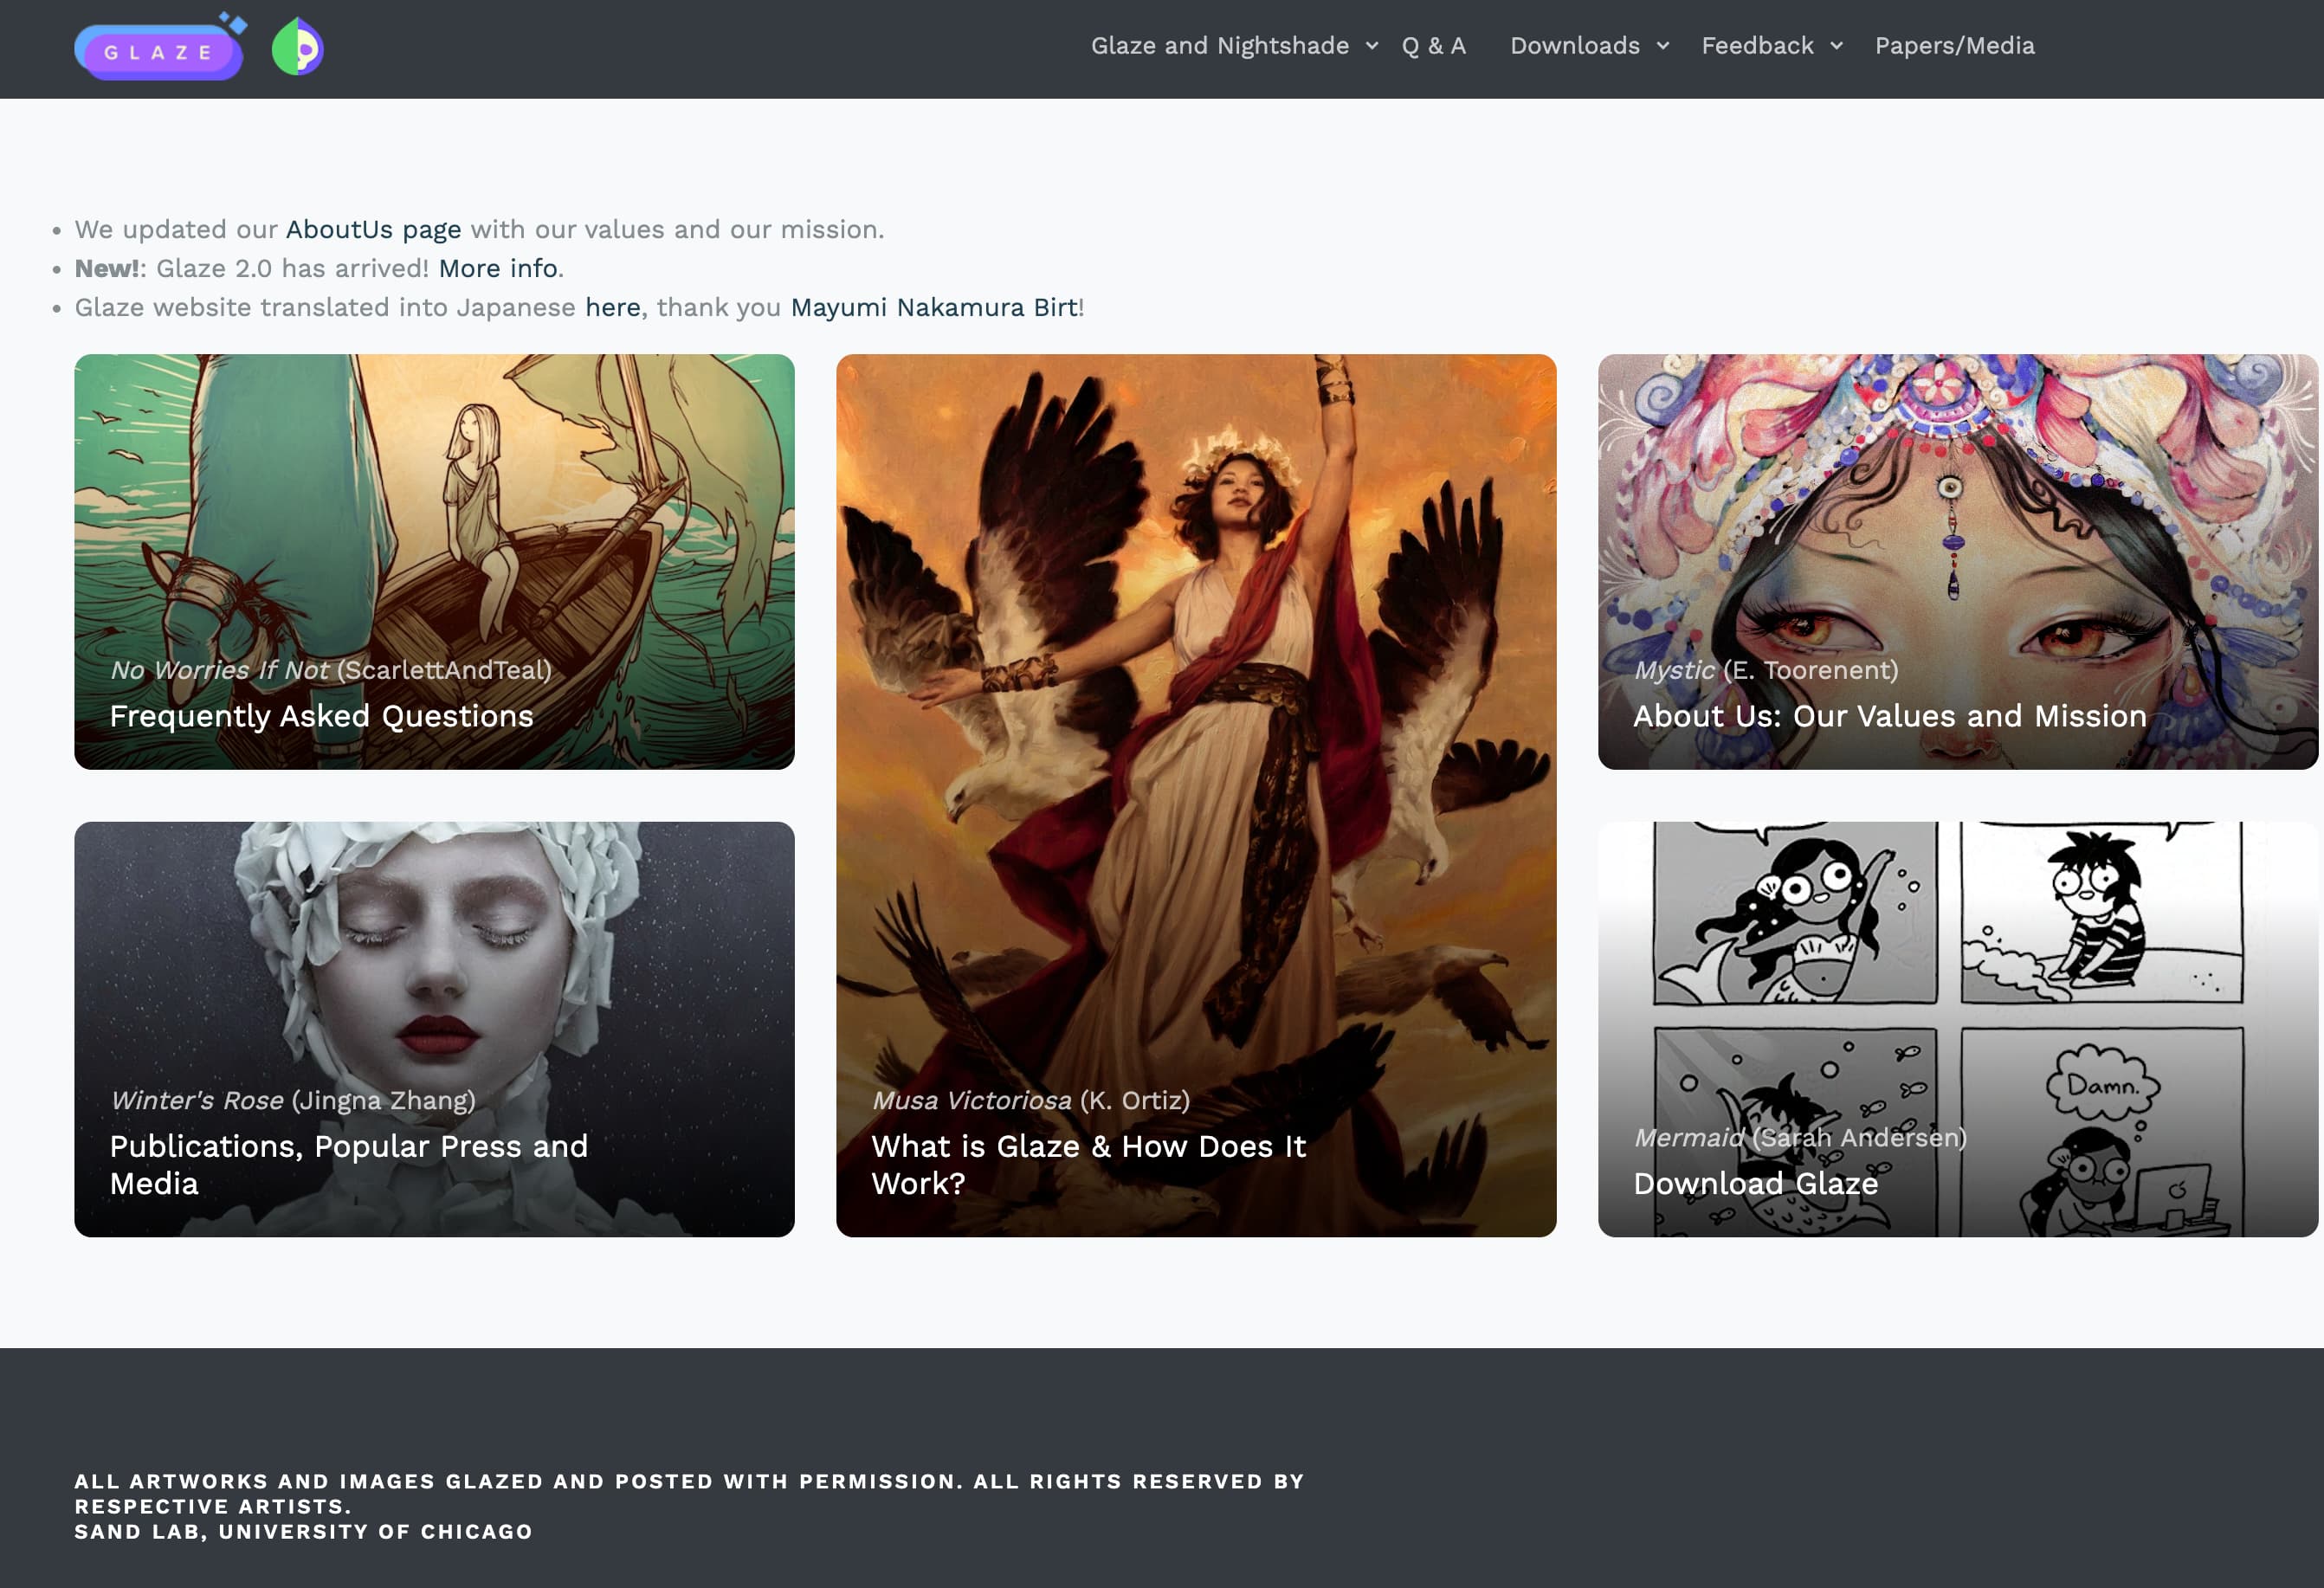 GLAZE
Glaze and Nightshade
Q & A
Downloads
Feedback
Papers/Media
We updated our AboutUs page with our values and our mission.
New!: Glaze 2.0 has arrived! More info.
Glaze website translated into Japanese here, thank you Mayumi Nakamura Birt!
No Worries If Not (ScarlettAndTeal)
Frequently Asked Questions
Winter's Rose (Jingna Zhang)
Publications, Popular Press and
Media
Musa Victoriosa (K. Ortiz)
What is Glaze & How Does It
Work?
Mystic (E. Toorenent)
About Us: Our Values and Mission
Damn.
Mermaid (Sarah Andersen)
Download Glaze
ALL ARTWORKS AND IMAGES GLAZED AND POSTED WITH PERMISSION. ALL RIGHTS RESERVED BY
RESPECTIVE ARTISTS.
SAND LAB, UNIVERSITY OF CHICAGO